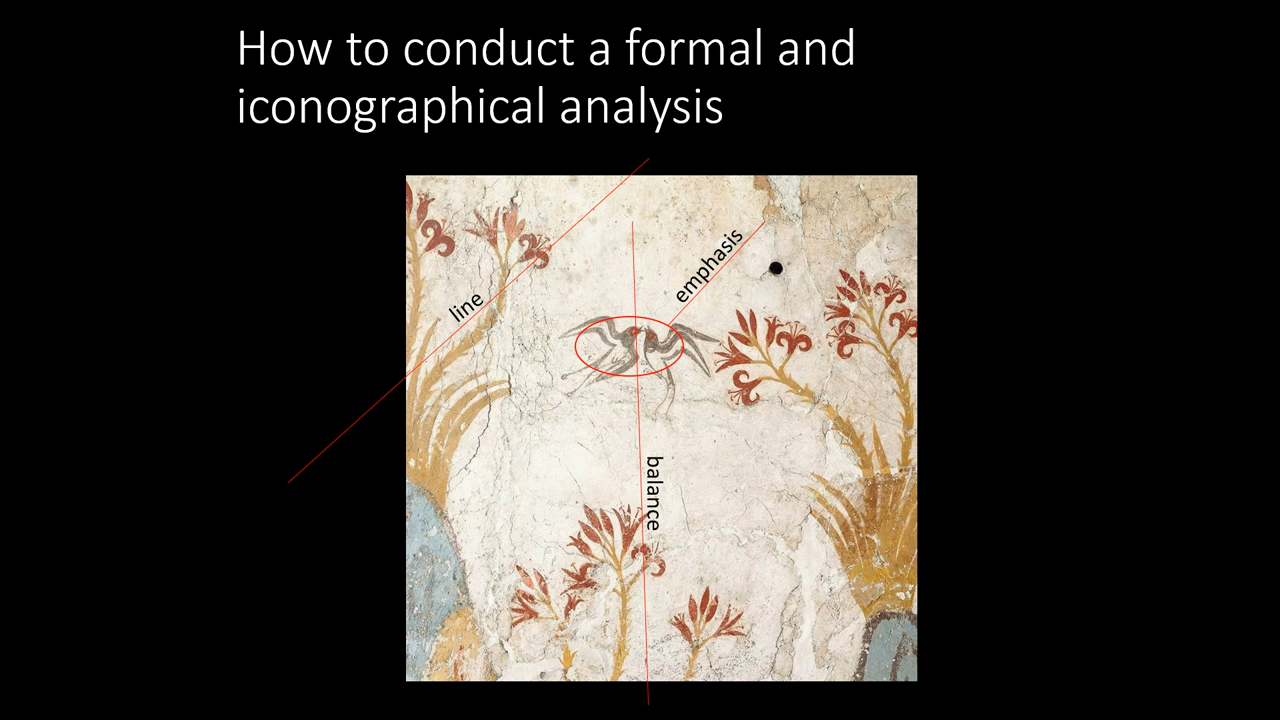 How to conduct a formal and
iconographical analysis
emphasis
line
balance